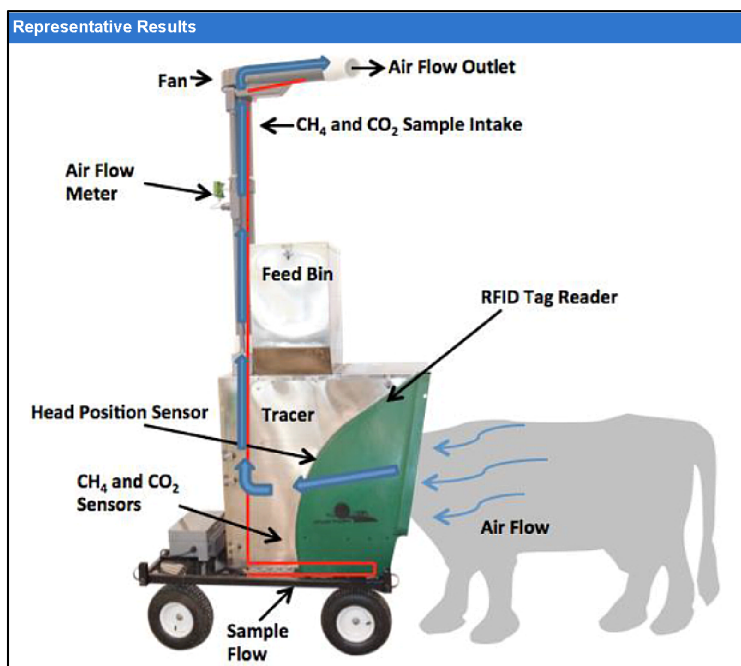 Representative Results
Fan
Air Flow Outlet
CH₄ and CO₂ Sample Intake
Air Flow
Meter
Feed Bin
RFID Tag Reader
Head Position Sensor
Tracer
CH₄ and CO₂
Sensors
Air Flow
Sample
Flow